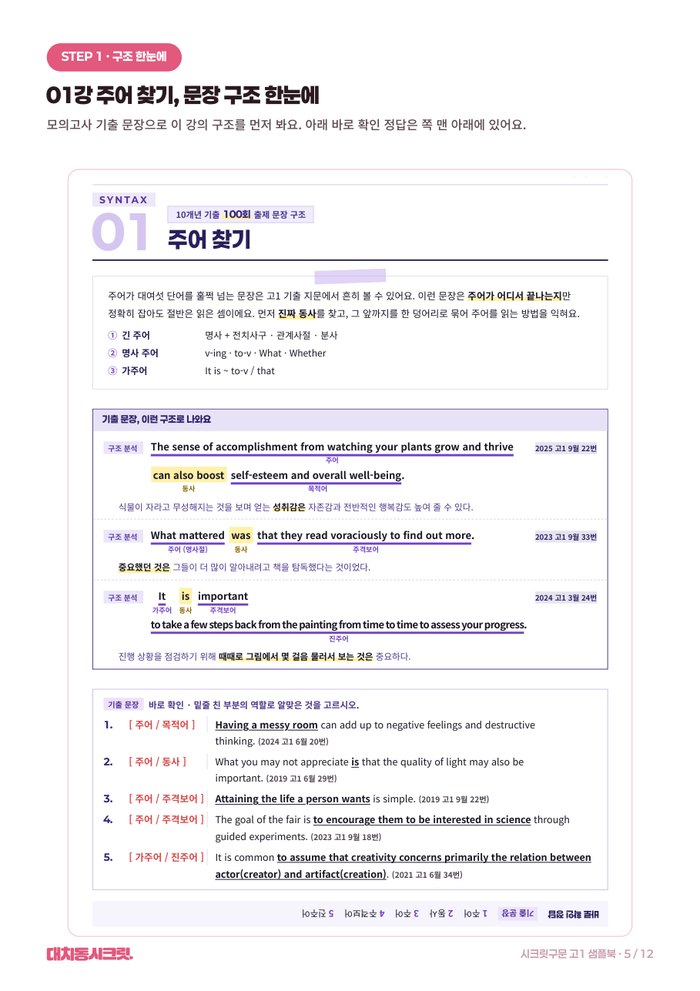 STEP 1 · 구조 한눈에
01강 주어 찾기, 문장 구조 한눈에
모의고사 기출 문장으로 이 강의 구조를 먼저 봐요. 아래 바로 확인 정답은 쪽 맨 아래에 있어요.
SYNTAX
01
10개년 기출 100회 출제 문장 구조
주어 찾기
주어가 대여섯 단어를 훌쩍 넘는 문장은 고1 기출 지문에서 흔히 볼 수 있어요. 이런 문장은 주어가 어디서 끝나는지만
정확히 잡아도 절반은 읽은 셈이에요. 먼저 진짜 동사를 찾고, 그 앞까지를 한 덩어리로 묶어 주어를 읽는 방법을 익혀요.
① 긴 주어 명사 + 전치사구 · 관계사절 · 분사
② 명사 주어 v-ing · to-v · What · Whether
③ 가주어 It is ~ to-v / that
기출 문장, 이런 구조로 나와요
구조 분석 The sense of accomplishment from watching your plants grow and thrive 2025 고1 9월 22번
주어
can also boost self-esteem and overall well-being.
동사 목적어
식물이 자라고 무성해지는 것을 보며 얻는 성취감은 자존감과 전반적인 행복감도 높여 줄 수 있다.
구조 분석 What mattered was that they read voraciously to find out more. 2023 고1 9월 33번
주어 (명사절) 동사 주격보어
중요했던 것은 그들이 더 많이 알아내려고 책을 탐독했다는 것이었다.
구조 분석 It is important 2024 고1 3월 24번
가주어 동사 주격보어
to take a few steps back from the painting from time to time to assess your progress.
진주어
진행 상황을 점검하기 위해 때때로 그림에서 몇 걸음 물러서 보는 것은 중요하다.
기출 문장 바로 확인 · 밑줄 친 부분의 역할로 알맞은 것을 고르시오.
1. [ 주어 / 목적어 ] Having a messy room can add up to negative feelings and destructive
thinking. (2024 고1 6월 20번)
2. [ 주어 / 동사 ] What you may not appreciate is that the quality of light may also be
important. (2019 고1 6월 29번)
3. [ 주어 / 주격보어 ] Attaining the life a person wants is simple. (2019 고1 9월 22번)
4. [ 주어 / 주격보어 ] The goal of the fair is to encourage them to be interested in science through
guided experiments. (2023 고1 9월 18번)
5. [ 가주어 / 진주어 ] It is common to assume that creativity concerns primarily the relation between
actor(creator) and artifact(creation). (2021 고1 6월 34번)
바로 확인 정답 기출 문장 1 주어 2 동사 3 주어 4 주격보어 5 진주어
대치동시크릿.
시크릿구문 고1 샘플북 · 5 / 12